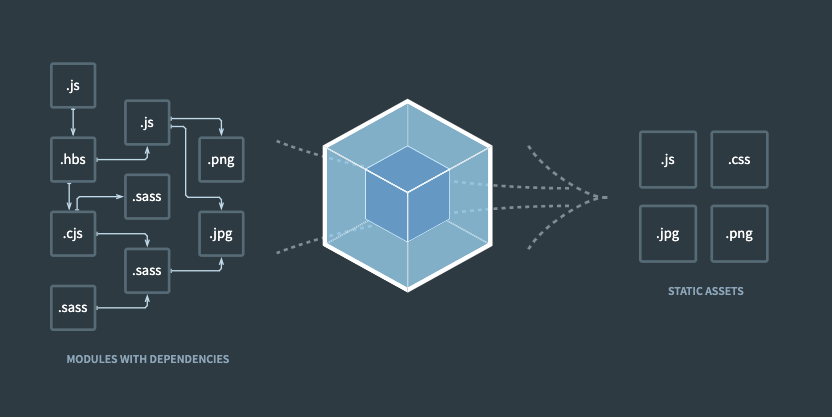 .js
.js
.hbs
.png
.sass
.cjs
.jpg
.sass
.sass
MODULES WITH DEPENDENCIES
.js
.css
.jpg
.png
STATIC ASSETS